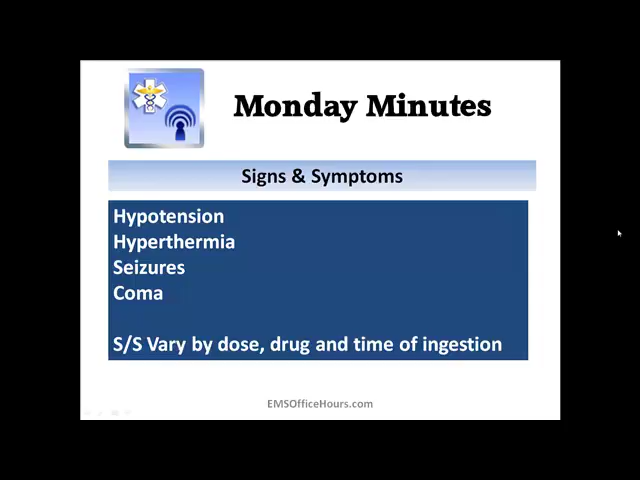 Monday Minutes
Signs & Symptoms
Hypotension
Hyperthermia
Seizures
Coma
S/S Vary by dose, drug and time of ingestion
EMSOfficeHours.com